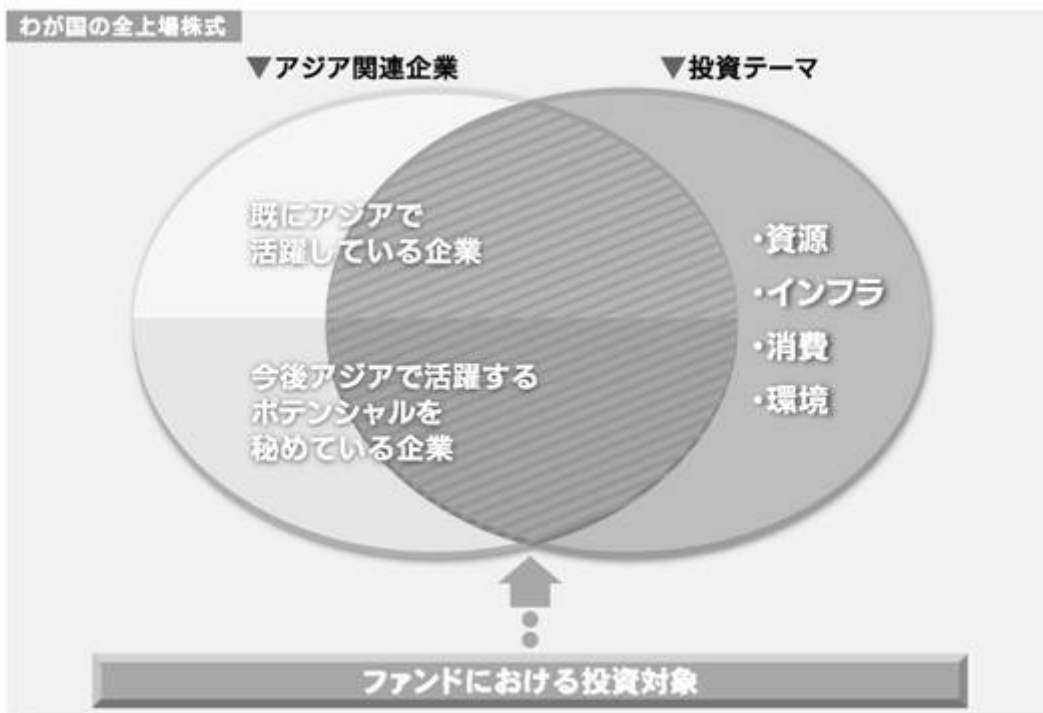 わが国の全上場株式
▼アジア関連企業
▼投資テーマ
既にアジアで
活躍している企業
今後アジアで活躍する
ポテンシャルを
秘めている企業
・資源
・インフラ
・消費
・環境
ファンドにおける投資対象